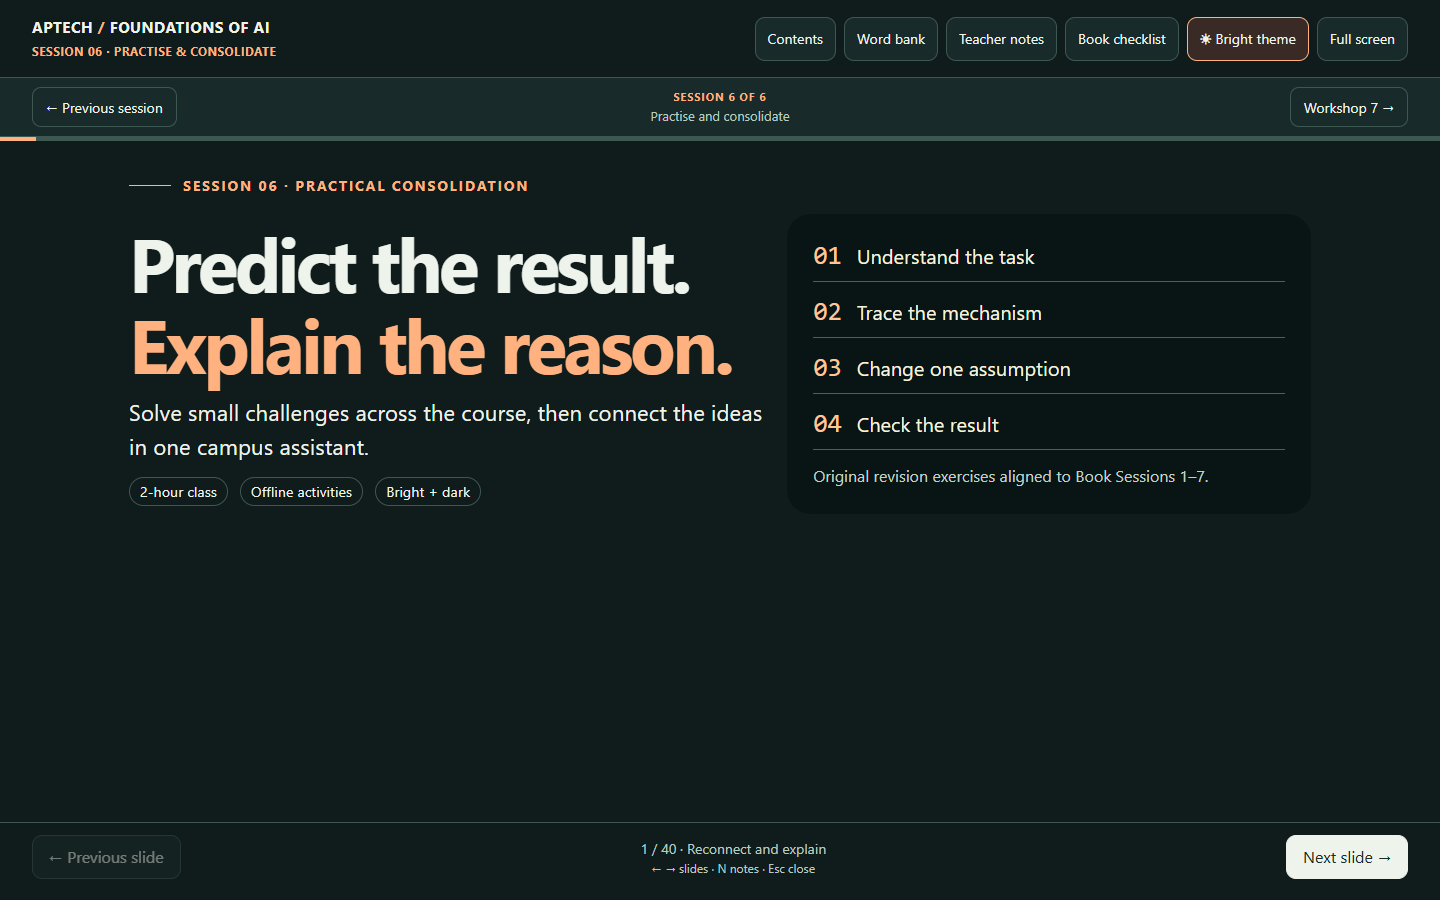 APTECH / FOUNDATIONS OF AI
SESSION 06 · PRACTISE & CONSOLIDATE
Contents
Word bank
Teacher notes
Book checklist
☀ Bright theme
Full screen
← Previous session
SESSION 6 OF 6
Practise and consolidate
Workshop 7 →
SESSION 06 · PRACTICAL CONSOLIDATION
Predict the result.
Explain the reason.
Solve small challenges across the course, then connect the ideas
in one campus assistant.
2-hour class
Offline activities
Bright + dark
01 Understand the task
02 Trace the mechanism
03 Change one assumption
04 Check the result
Original revision exercises aligned to Book Sessions 1–7.
← Previous slide
1 / 40 · Reconnect and explain
← → slides · N notes · Esc close
Next slide →